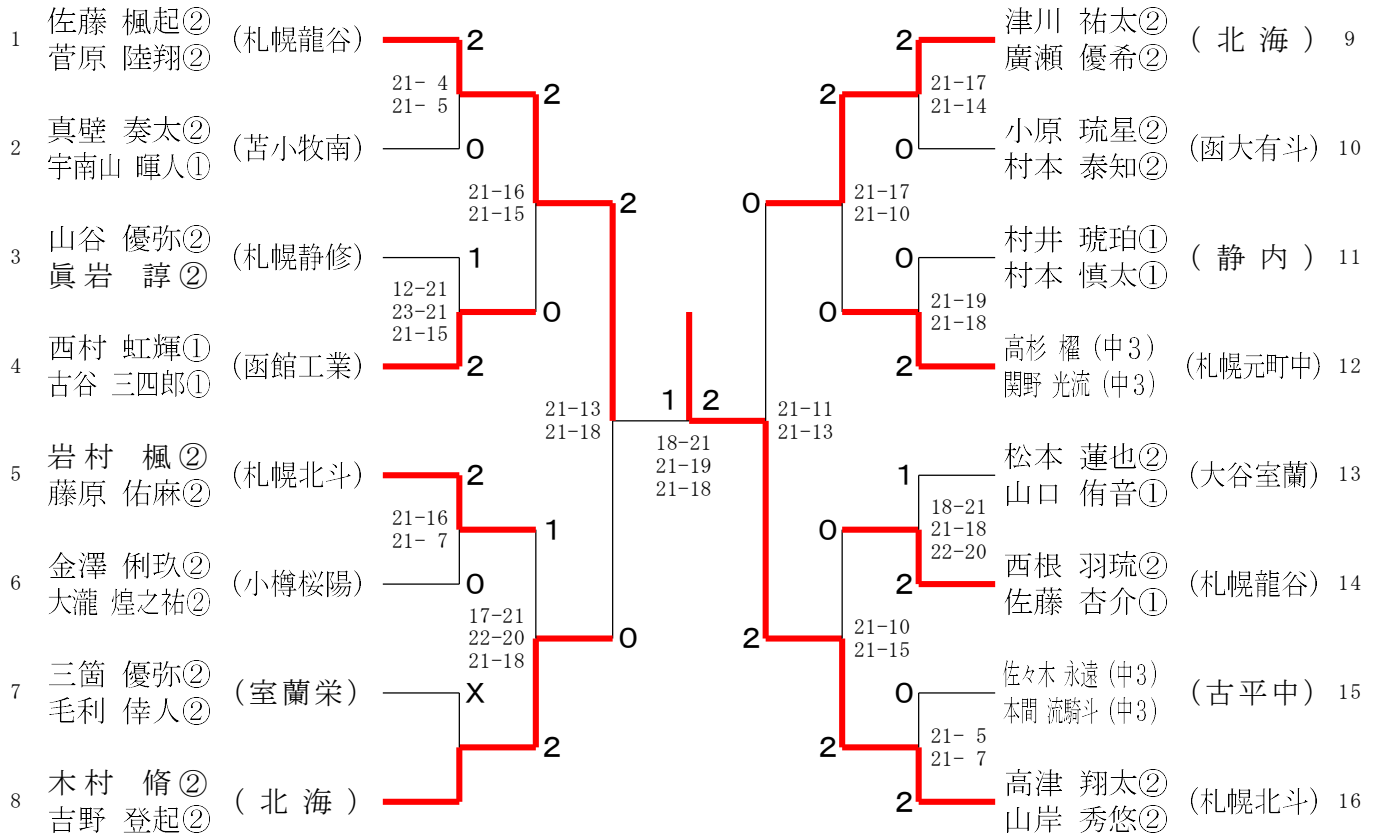 1 佐藤 楓起② 菅原 陸翔② (札幌龍谷) 2
21- 4
21- 5
2
2 真壁 奏太② 宇南山 暉人① (苫小牧南) 0
21-16
21-15
2
3 山谷 優弥② 眞岩 諄② (札幌静修) 1
12-21
23-21
21-15
0
4 西村 虹輝① 古谷 三四郎① (函館工業) 2
21-13
21-18
5 岩村 楓② 藤原 佑麻② (札幌北斗) 2
21-16
21- 7
1
6 金澤 俐玖② 大瀧 煌之祐② (小樽桜陽) 0
17-21
22-20
21-18
0
7 三箇 優弥② 毛利 倖人② (室蘭栄) X
2
8 木村 脩② 吉野 登起② (北海)
1 2
18-21
21-19
21-18
2 津川 祐太② 廣瀬 優希② (北海) 9
21-17
21-14
2
0 小原 琉星② 村本 泰知② (函大有斗) 10
21-17
21-10
0
0 村井 琥珀① 村本 慎太① (静内) 11
21-19
21-18
0
2 高杉 櫂 (中3) 関野 光流 (中3) (札幌元町中) 12
21-11
21-13
1 松本 蓮也② 山口 侑音① (大谷室蘭) 13
18-21
21-18
22-20
0
2 西根 羽琉② 佐藤 杏介① (札幌龍谷) 14
21-10
21-15
2
0 佐々木 永遠 (中3) 本間 流騎斗 (中3) (古平中) 15
21- 5
21- 7
2
2 高津 翔太② 山岸 秀悠② (札幌北斗) 16